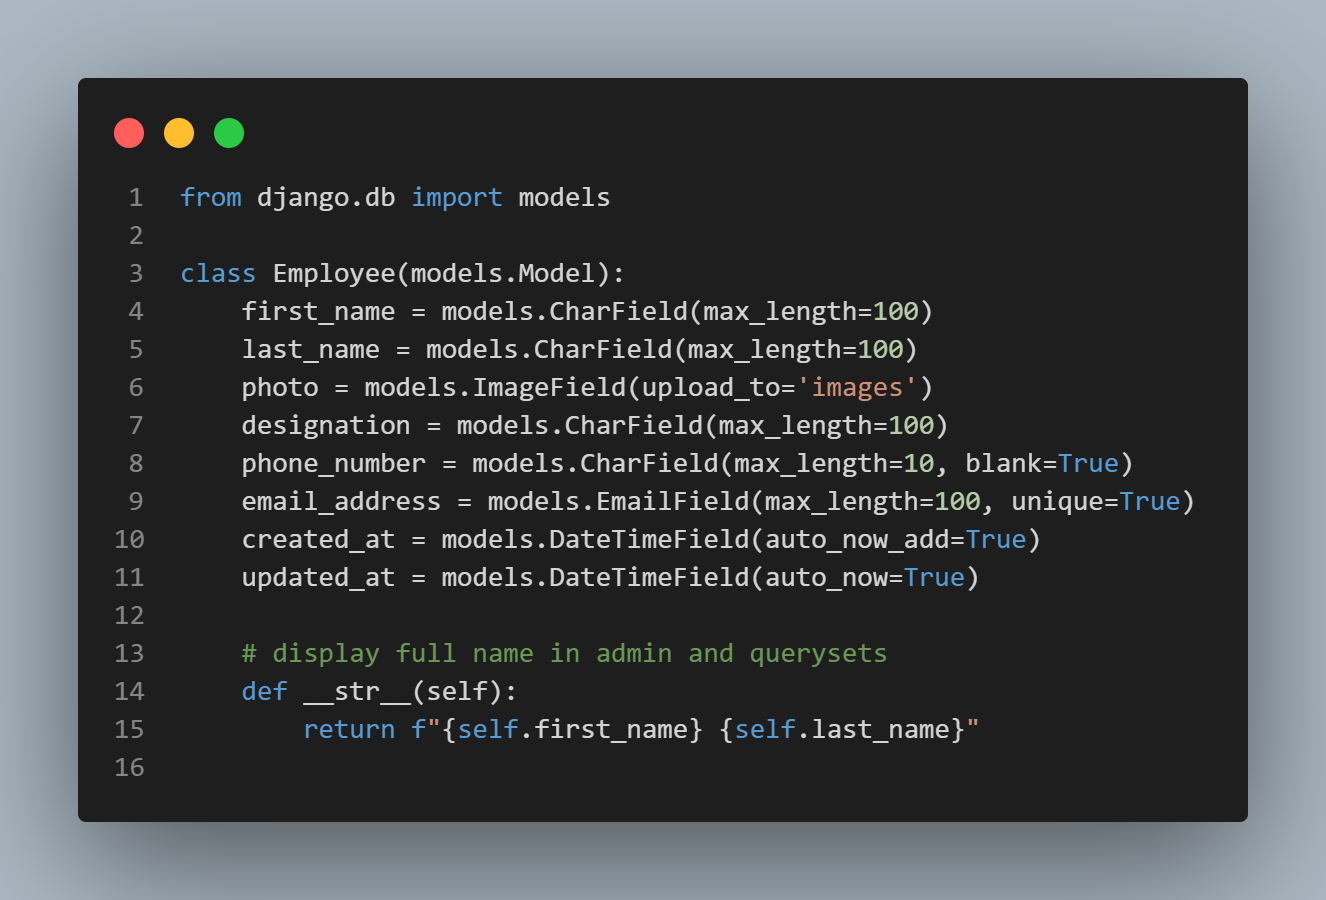 1 from django.db import models
2
3 class Employee(models.Model):
4     first_name = models.CharField(max_length=100)
5     last_name = models.CharField(max_length=100)
6     photo = models.ImageField(upload_to='images')
7     designation = models.CharField(max_length=100)
8     phone_number = models.CharField(max_length=10, blank=True)
9     email_address = models.EmailField(max_length=100, unique=True)
10     created_at = models.DateTimeField(auto_now_add=True)
11     updated_at = models.DateTimeField(auto_now=True)
12
13     # display full name in admin and querysets
14     def __str__(self):
15         return f"{self.first_name} {self.last_name}"
16